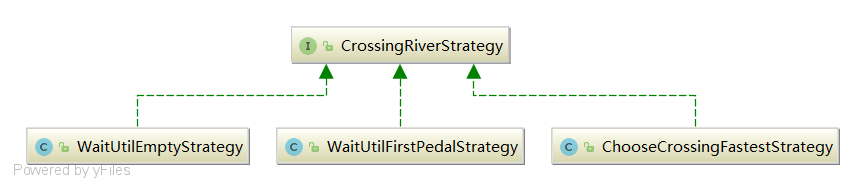 I CrossingRiverStrategy
C WaitUtilEmptyStrategy
C WaitUtilFirstPedalStrategy
C ChooseCrossingFastestStrategy
Powered by yFiles